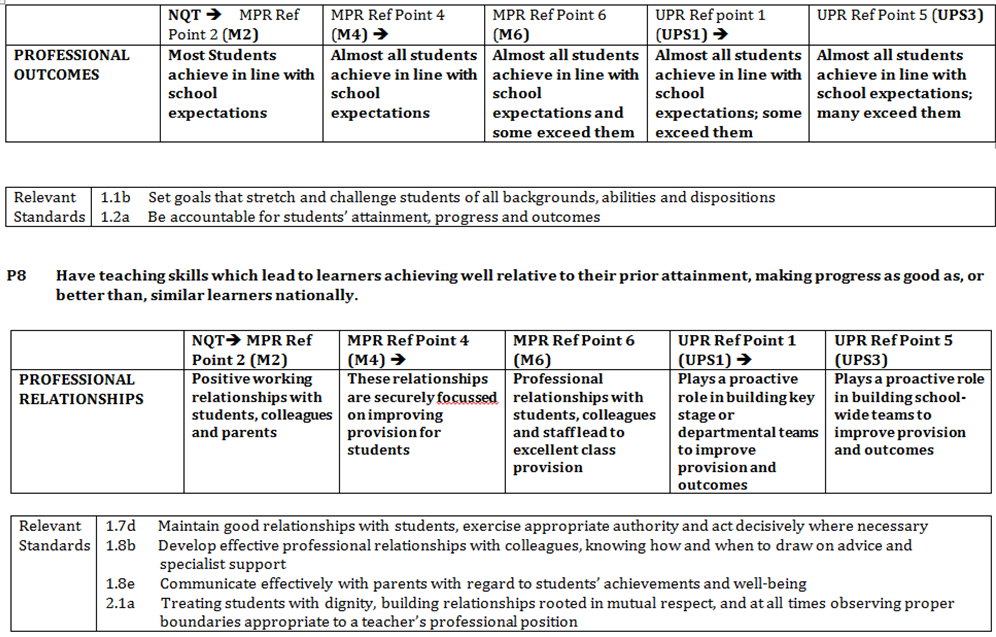 NQT ➔ MPR Ref Point 2 (M2)
MPR Ref Point 4 (M4) ➔
MPR Ref Point 6 (M6)
UPR Ref point 1 (UPS1) ➔
UPR Ref Point 5 (UPS3)
PROFESSIONAL OUTCOMES
Most Students
achieve in line with
school
expectations
Almost all students
achieve in line with
school
expectations
Almost all students
achieve in line with
school
expectations and
some exceed them
Almost all students
achieve in line with
school
expectations; some
exceed them
Almost all students
achieve in line with
school expectations;
many exceed them
Relevant Standards
1.1b Set goals that stretch and challenge students of all backgrounds, abilities and dispositions
1.2a Be accountable for students’ attainment, progress and outcomes
P8 Have teaching skills which lead to learners achieving well relative to their prior attainment, making progress as good as, or
better than, similar learners nationally.
NQT➔ MPR Ref
Point 2 (M2)
MPR Ref Point 4
(M4) ➔
MPR Ref Point 6
(M6)
UPR Ref Point 1
(UPS1) ➔
UPR Ref Point 5
(UPS3)
PROFESSIONAL
RELATIONSHIPS
Positive working
relationships with
students, colleagues
and parents
These relationships
are securely focussed
on improving
provision for
students
Professional
relationships with
students, colleagues
and staff lead to
excellent class
provision
Plays a proactive
role in building key
stage or
departmental teams
to improve
provision and
outcomes
Plays a proactive role
in building school-
wide teams to
improve provision
and outcomes
Relevant
Standards
1.7d Maintain good relationships with students, exercise appropriate authority and act decisively where necessary
1.8b Develop effective professional relationships with colleagues, knowing how and when to draw on advice and
specialist support
1.8e Communicate effectively with parents with regard to students’ achievements and well-being
2.1a Treating students with dignity, building relationships rooted in mutual respect, and at all times observing proper
boundaries appropriate to a teacher’s professional position